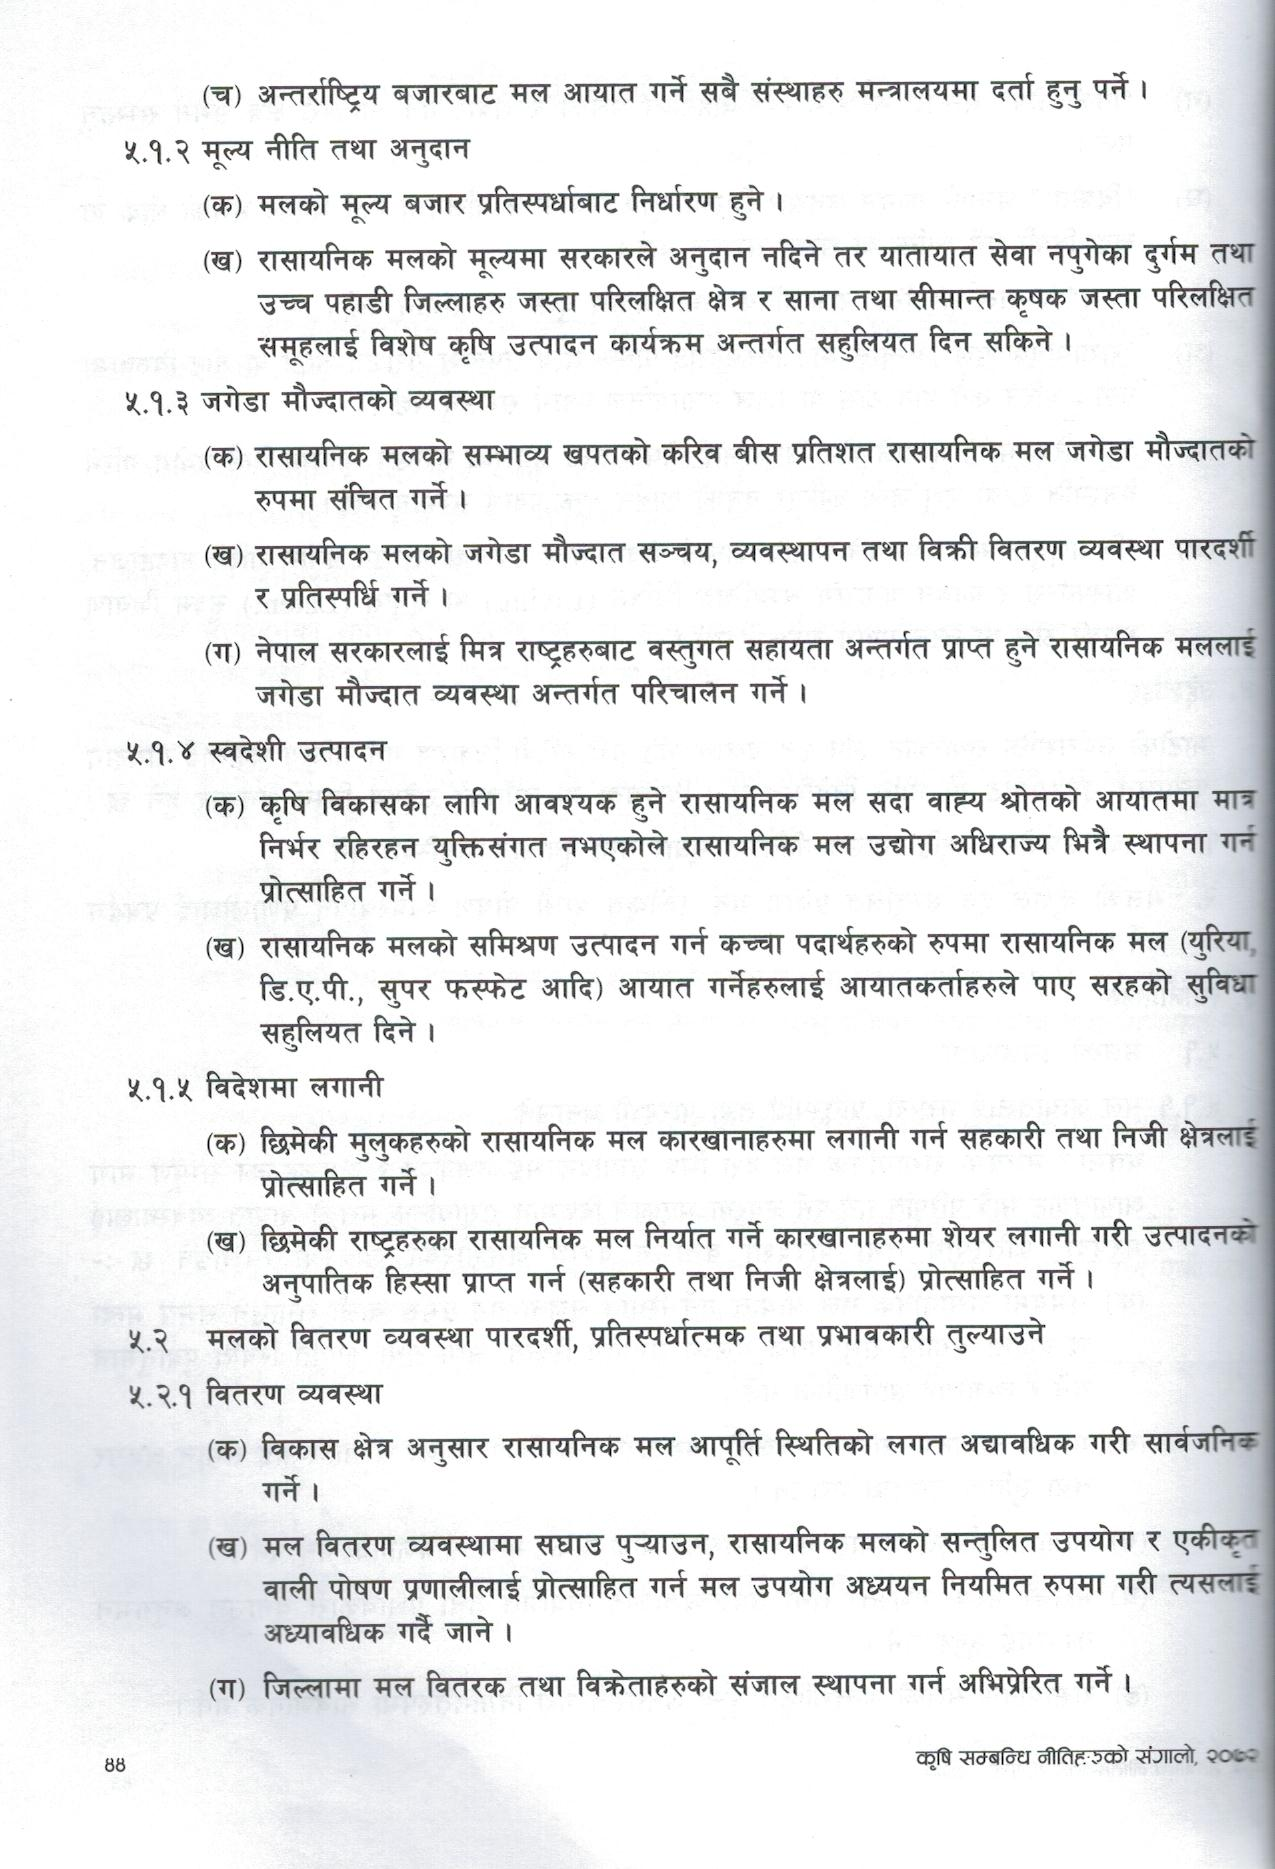 (च) अन्तर्राष्ट्रिय बजारबाट मल आयात गर्ने सबै संस्थाहरु मन्त्रालयमा दर्ता हुनु पर्ने ।
५.१.२ मूल्य नीति तथा अनुदान
(क) मलको मूल्य बजार प्रतिस्पर्धाबाट निर्धारण हुने ।
(ख) रासायनिक मलको मूल्यमा सरकारले अनुदान नदिने तर यातायात सेवा नपुगेका दुर्गम तथा
उच्च पहाडी जिल्लाहरु जस्ता परिलक्षित क्षेत्र र साना तथा सीमान्त कृषक जस्ता परिलक्षित
समूहलाई विशेष कृषि उत्पादन कार्यक्रम अन्तर्गत सहुलियत दिन सकिने ।
५.१.३ जगेडा मौज्दातको व्यवस्था
(क) रासायनिक मलको सम्भाव्य खपतको करिव बीस प्रतिशत रासायनिक मल जगेडा मौज्दातको
रुपमा संचित गर्ने ।
(ख) रासायनिक मलको जगेडा मौज्दात सञ्चय, व्यवस्थापन तथा विक्री वितरण व्यवस्था पारदर्शी
र प्रतिस्पर्धि गर्ने ।
(ग) नेपाल सरकारलाई मित्र राष्ट्रहरुबाट वस्तुगत सहायता अन्तर्गत प्राप्त हुने रासायनिक मललाई
जगेडा मौज्दात व्यवस्था अन्तर्गत परिचालन गर्ने ।
५.१.४ स्वदेशी उत्पादन
(क) कृषि विकासका लागि आवश्यक हुने रासायनिक मल सदा वाह्य श्रोतको आयातमा मात्र
निर्भर रहिरहन युक्तिसंगत नभएकोले रासायनिक मल उद्योग अधिराज्य भित्रै स्थापना गर्न
प्रोत्साहित गर्ने ।
(ख) रासायनिक मलको समिश्रण उत्पादन गर्न कच्चा पदार्थहरुको रुपमा रासायनिक मल (युरिया,
डि.ए.पी., सुपर फस्फेट आदि) आयात गर्नेहरुलाई आयातकर्ताहरुले पाए सरहको सुविधा
सहुलियत दिने ।
५.१.५ विदेशमा लगानी
(क) छिमेकी मुलुकहरुको रासायनिक मल कारखानाहरुमा लगानी गर्न सहकारी तथा निजी क्षेत्रलाई
प्रोत्साहित गर्ने ।
(ख) छिमेकी राष्ट्रहरुका रासायनिक मल निर्यात गर्ने कारखानाहरुमा शेयर लगानी गरी उत्पादनको
अनुपातिक हिस्सा प्राप्त गर्न (सहकारी तथा निजी क्षेत्रलाई) प्रोत्साहित गर्ने ।
५.२ मलको वितरण व्यवस्था पारदर्शी, प्रतिस्पर्धात्मक तथा प्रभावकारी तुल्याउने
५.२.१ वितरण व्यवस्था
(क) विकास क्षेत्र अनुसार रासायनिक मल आपूर्ति स्थितिको लगत अद्यावधिक गरी सार्वजनिक
गर्ने ।
(ख) मल वितरण व्यवस्थामा सघाउ पुर्‍याउन, रासायनिक मलको सन्तुलित उपयोग र एकीकृत
वाली पोषण प्रणालीलाई प्रोत्साहित गर्न मल उपयोग अध्ययन नियमित रुपमा गरी त्यसलाई
अध्यावधिक गर्दै जाने ।
(ग) जिल्लामा मल वितरक तथा विक्रेताहरुको संजाल स्थापना गर्न अभिप्रेरित गर्ने ।
88 कृषि सम्बन्धि नीतिहरुको संगालो, २०७२